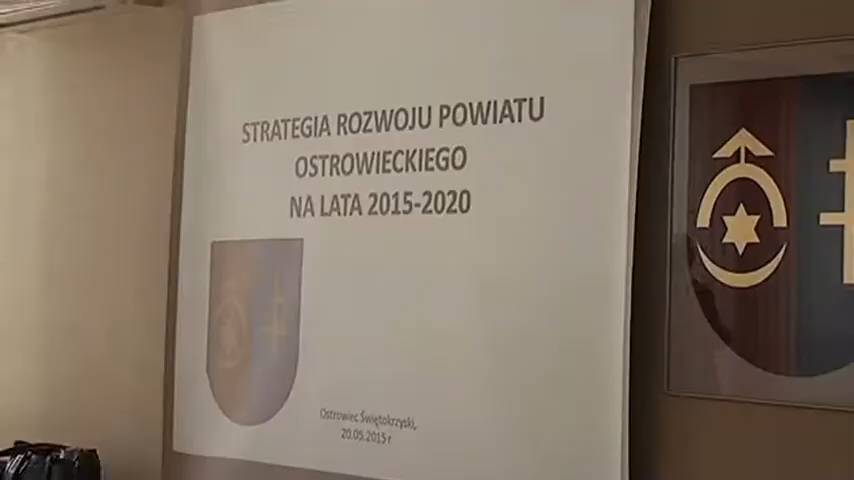 STRATEGIA ROZWOJU POWIATU
OSTROWIECKIEGO
NA LATA 2015-2020
Ostrowiec Świętokrzyski,
20.05.2015 r